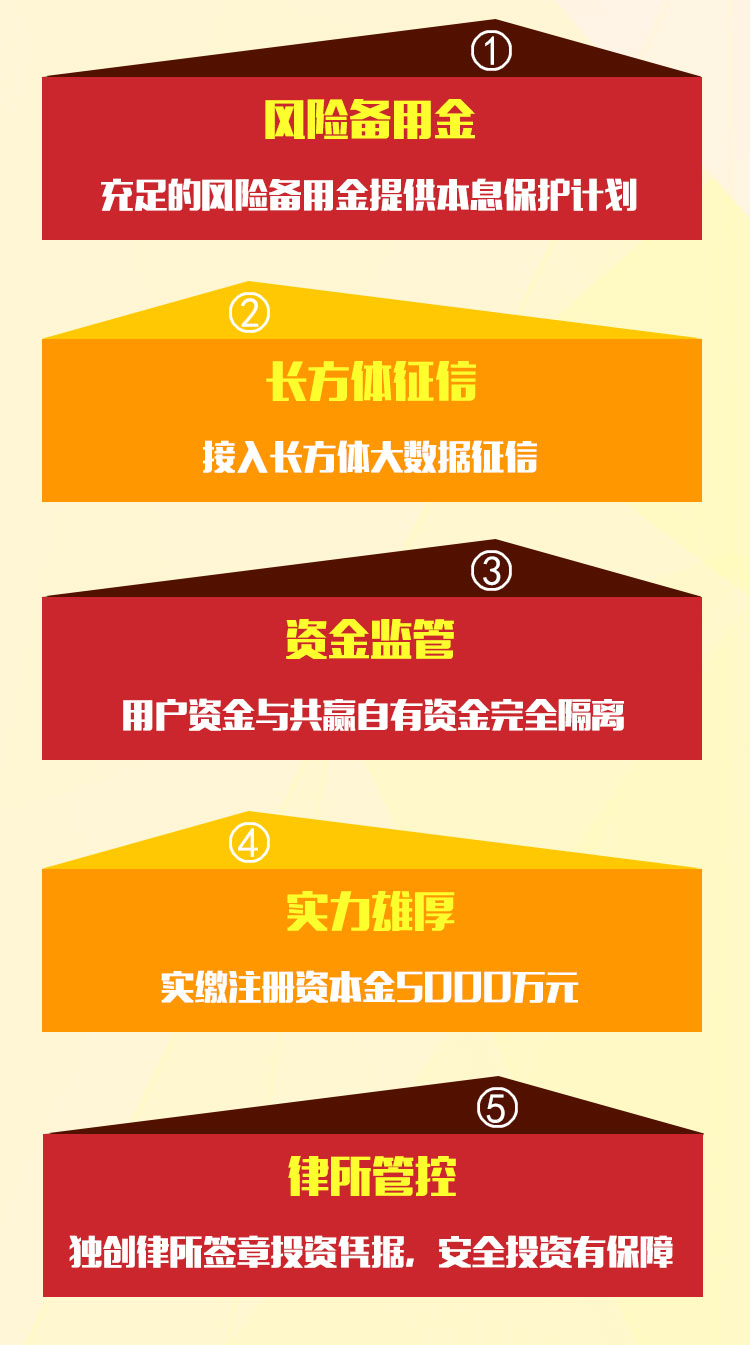 ①
风险备用金
充足的风险备用金提供本息保护计划
②
长方体征信
接入长方体大数据征信
③
资金监管
用户资金与共赢自有资金完全隔离
④
实力雄厚
实缴注册资本金5000万元
⑤
律所管控
独创律所签章投资凭据，安全投资有保障